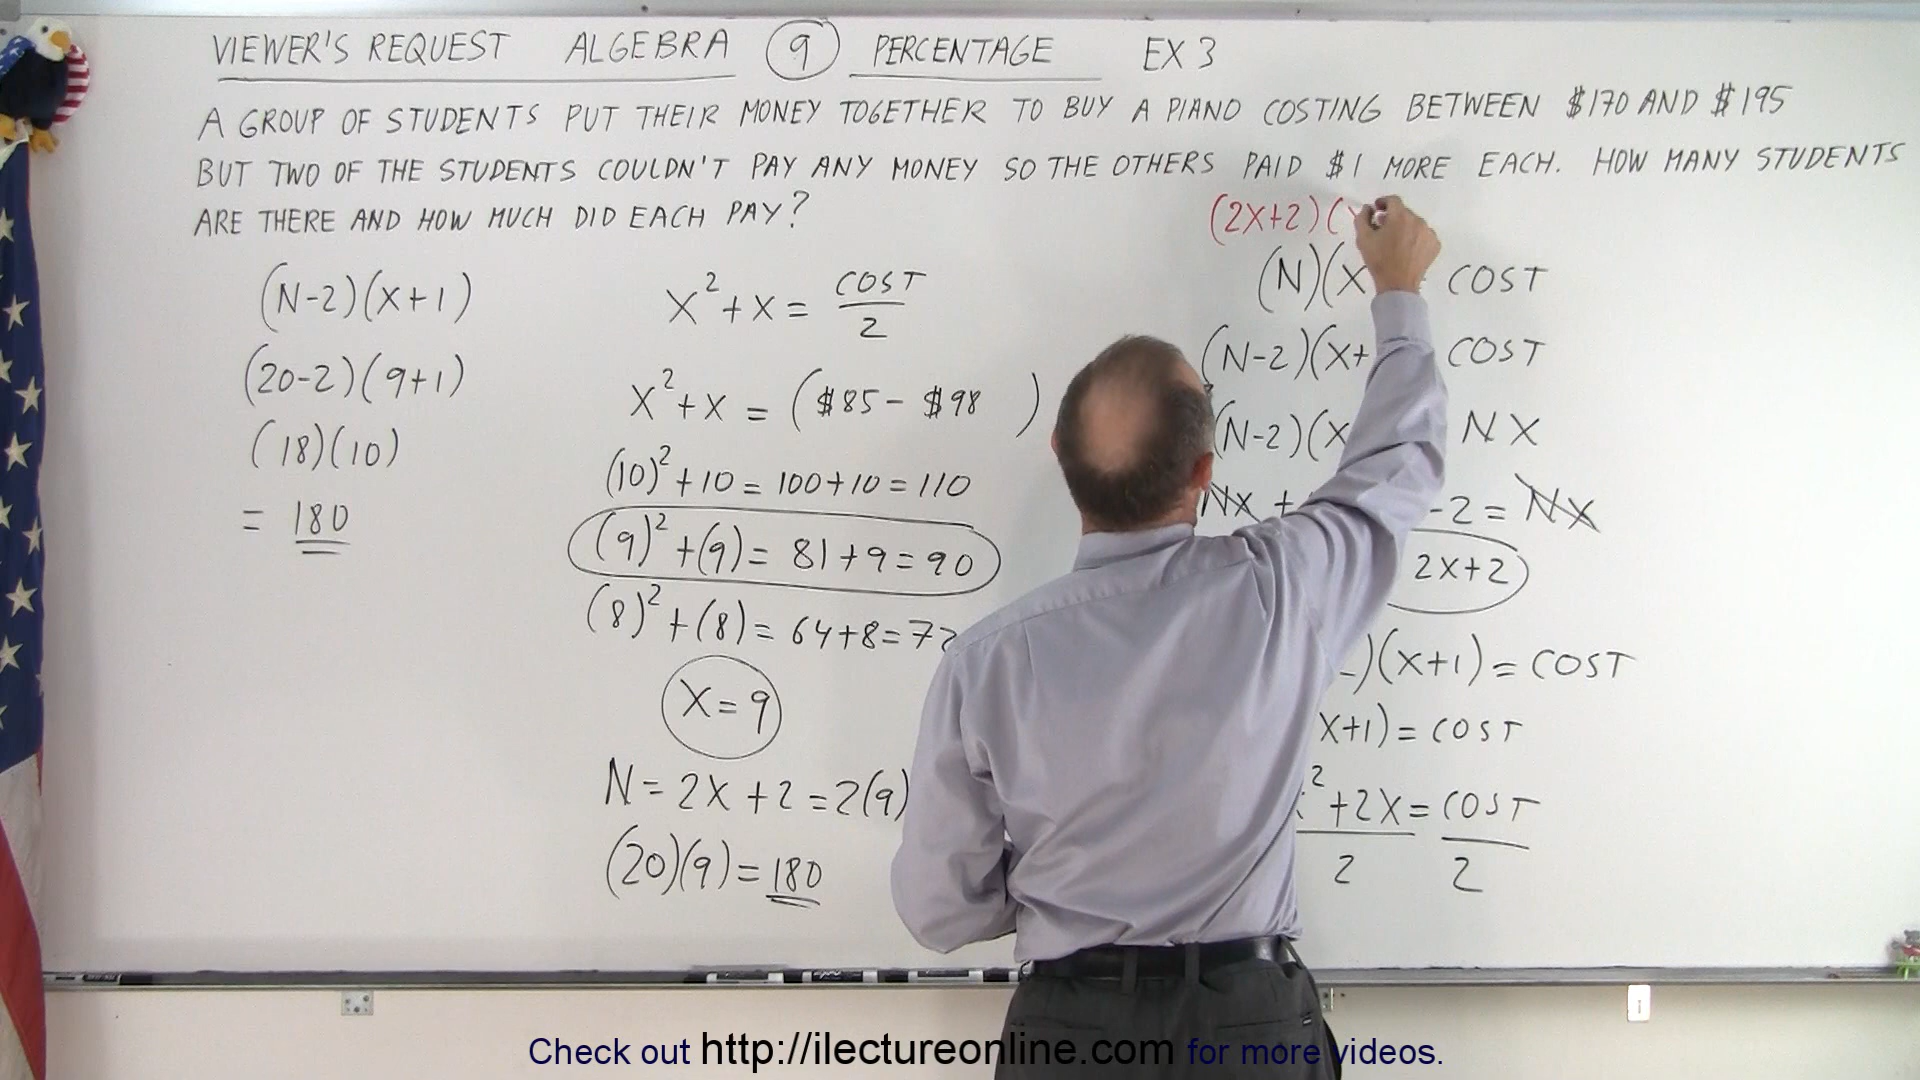 VIEWER'S REQUEST ALGEBRA 9 PERCENTAGE EX 3
A GROUP OF STUDENTS PUT THEIR MONEY TOGETHER TO BUY A PIANO COSTING BETWEEN $170 AND $195
BUT TWO OF THE STUDENTS COULDN'T PAY ANY MONEY SO THE OTHERS PAID $1 MORE EACH. HOW MANY STUDENTS
ARE THERE AND HOW MUCH DID EACH PAY?
(N-2)(X+1)
(20-2)(9+1)
(18)(10)
= 180
X²+X = COST/2
X²+X = ($85-$98 )
(10)²+10=100+10=110
(9)²+(9)=81+9=90
(8)²+(8)=64+8=72
X=9
N=2X+2=2(9)
(20)(9)=180
(2X+2)(
(N)(X COST
(N-2)(X+ COST
(N-2)(X NX
NX + -2=NX
2X+2
)(X+1)=COST
X+1)=COST
²+2X=COST
2 2
Check out http://ilectureonline.com for more videos.